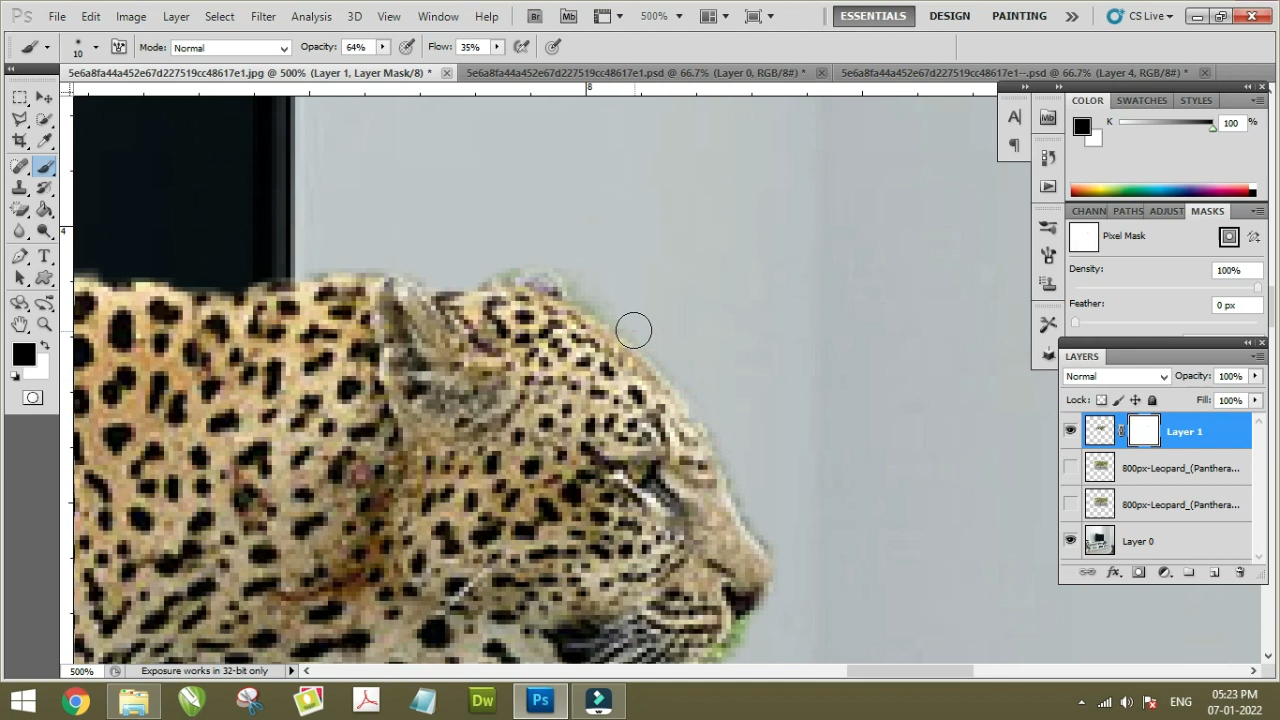 Ps File Edit Image Layer Select Filter Analysis 3D View Window Help Br Mb 500% ESSENTIALS DESIGN PAINTING CS Live
10 Mode: Normal Opacity: 64% Flow: 35%
5e6a8fa44a452e67d227519cc48617e1.jpg @ 500% (Layer 1, Layer Mask/8) * 5e6a8fa44a452e67d227519cc48617e1.psd @ 66.7% (Layer 0, RGB/8#) * 5e6a8fa44a452e67d227519cc48617e1--.psd @ 66.7% (Layer 4, RGB/8#) *
8
4
COLOR SWATCHES STYLES
K 100 %
CHANN PATHS ADJUST MASKS
Pixel Mask
Density: 100%
Feather: 0 px
LAYERS
Normal Opacity: 100%
Lock: Fill: 100%
Layer 1
800px-Leopard_(Panthera...
800px-Leopard_(Panthera...
Layer 0
500% Exposure works in 32-bit only
Dw Ps ENG 05:23 PM
07-01-2022